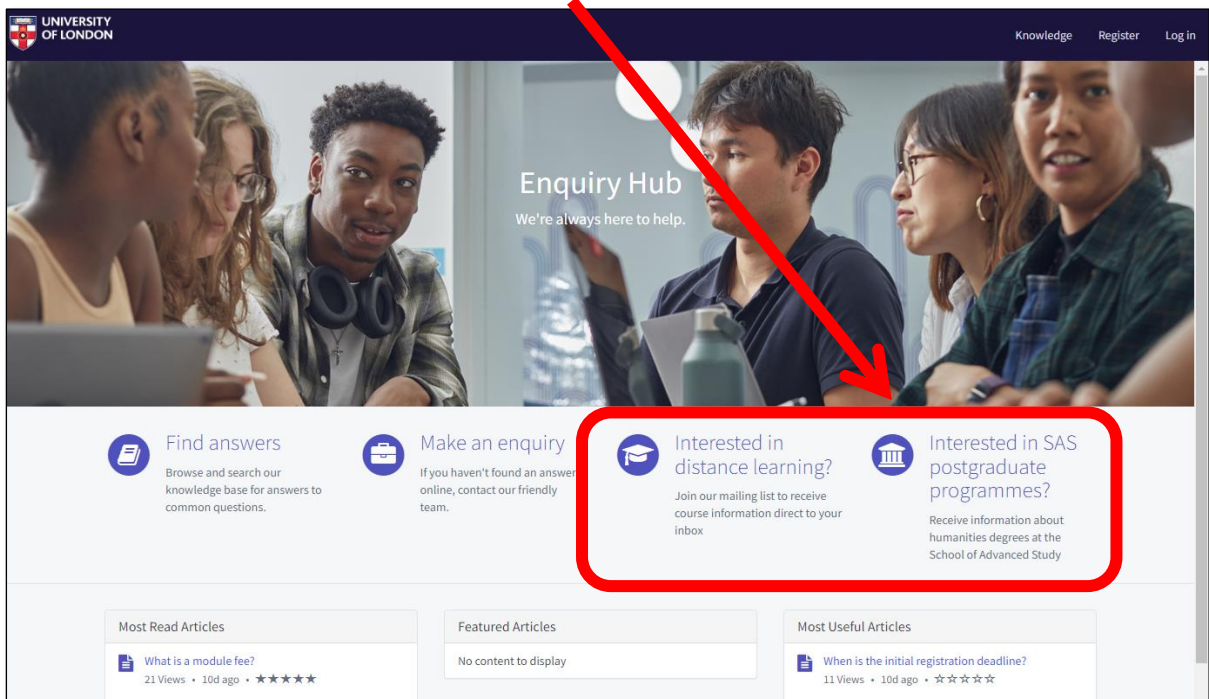 UNIVERSITY
OF LONDON
Knowledge Register Log in
Enquiry Hub
We're always here to help.
Find answers
Browse and search our
knowledge base for answers to
common questions.
Make an enquiry
If you haven't found an answer
online, contact our friendly
team.
Interested in
distance learning?
Join our mailing list to receive
course information direct to your
inbox
Interested in SAS
postgraduate
programmes?
Receive information about
humanities degrees at the
School of Advanced Study
Most Read Articles
What is a module fee?
21 Views • 10d ago • ★★★★★
Featured Articles
No content to display
Most Useful Articles
When is the initial registration deadline?
11 Views • 10d ago • ☆☆☆☆☆